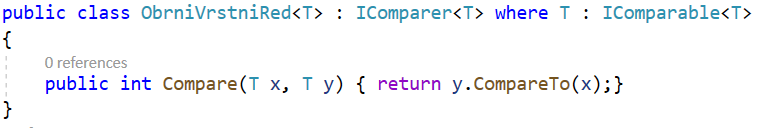 public class ObrniVrstniRed<T> : IComparer<T> where T : IComparable<T>
{
0 references
public int Compare(T x, T y) { return y.CompareTo(x);}
}